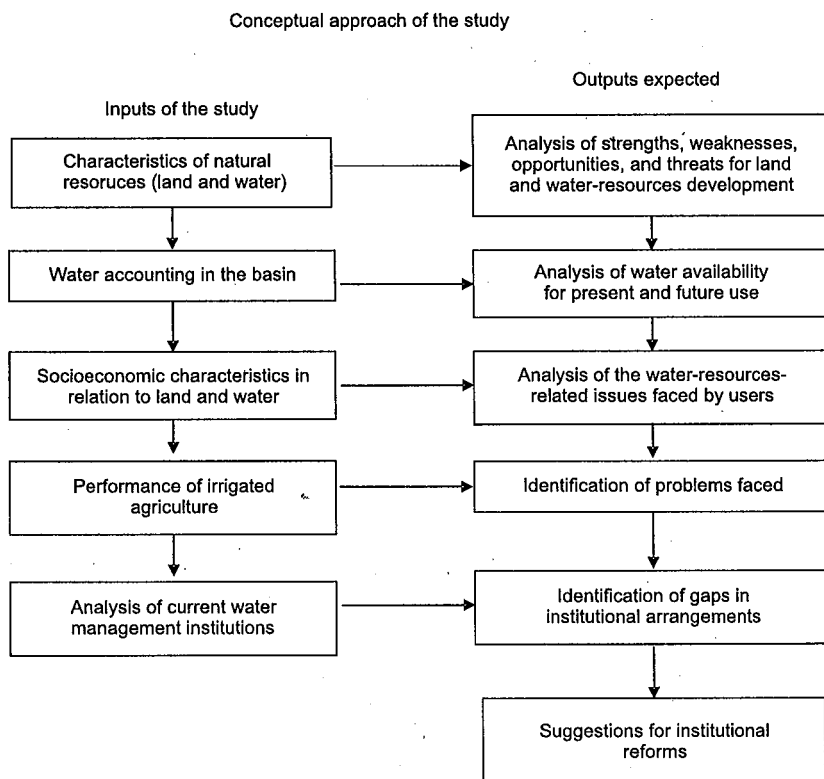 Conceptual approach of the study
Outputs expected
Inputs of the study
Characteristics of natural
resoruces (land and water)
Analysis of strengths, weaknesses,
opportunities, and threats for land
and water-resources development
Water accounting in the basin
Analysis of water availability
for present and future use
Socioeconomic characteristics in
relation to land and water
Analysis of the water-resources-
related issues faced by users
Performance of irrigated
agriculture
Identification of problems faced
Analysis of current water
management institutions
Identification of gaps in
institutional arrangements
Suggestions for institutional
reforms